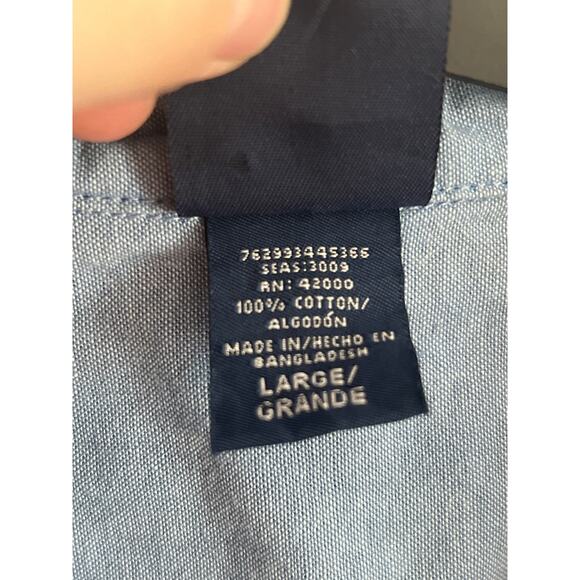 762993445366
SEAS:3009
RN: 42000
100% COTTON/
ALGODÓN
MADE IN/HECHO EN
BANGLADESH
LARGE/
GRANDE